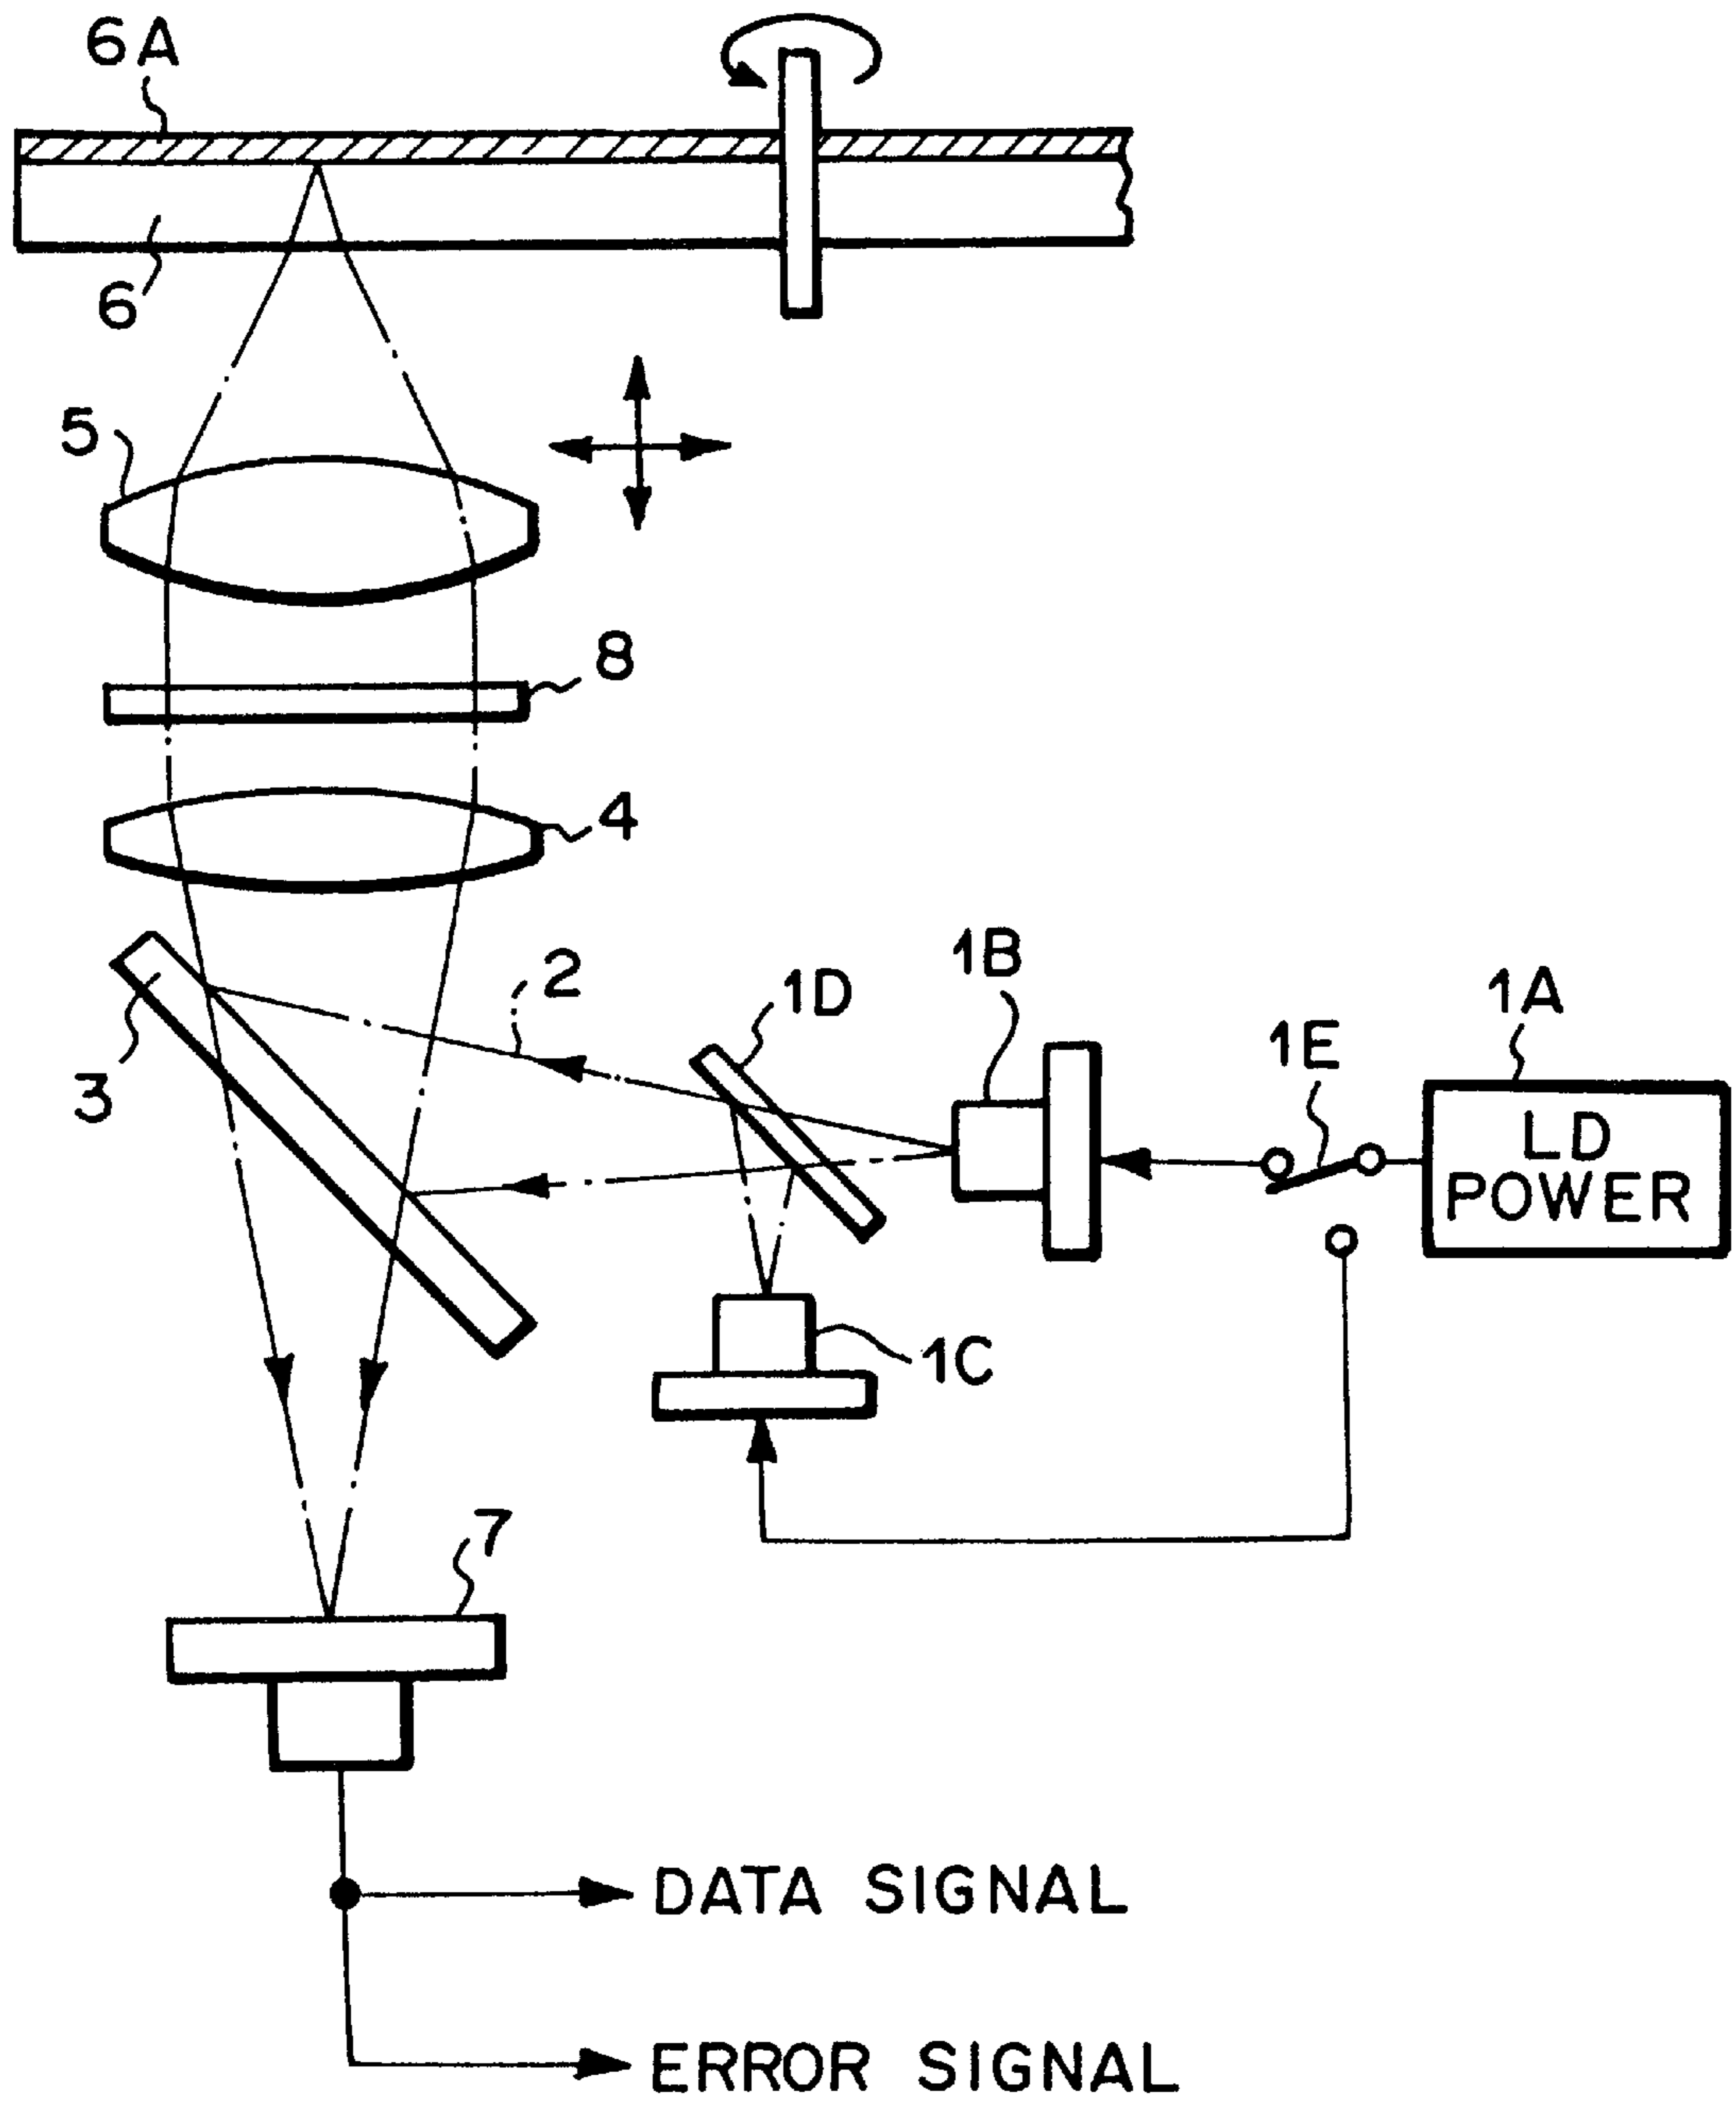 6A
6
5
8
4
2
1D
1B
1A
1E
3
LD
POWER
1C
7
DATA SIGNAL
ERROR SIGNAL